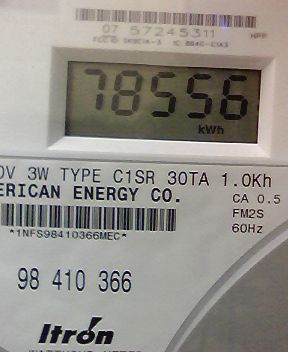 07 57245311
78556
kWh
0V 3W TYPE C1SR 30TA 1.0Kh
ERICAN ENERGY CO.
CA 0.5
FM2S
60Hz
*1NFS98410366MEC*
98 410 366
Itrón